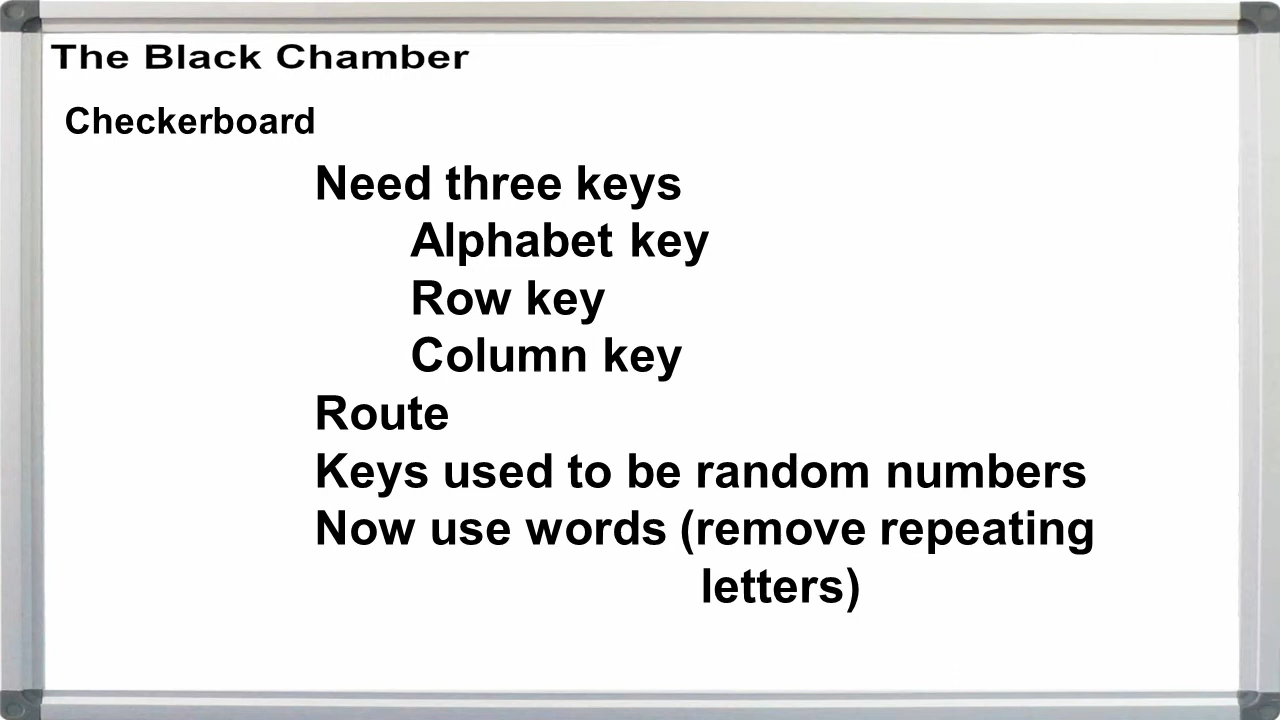 The Black Chamber
Checkerboard
Need three keys
Alphabet key
Row key
Column key
Route
Keys used to be random numbers
Now use words (remove repeating
letters)